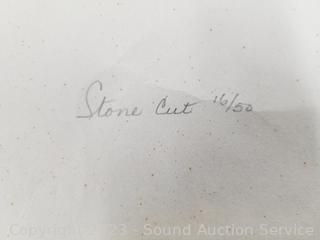 Stone Cut 16/50
Copyright 2023 - Sound Auction Service